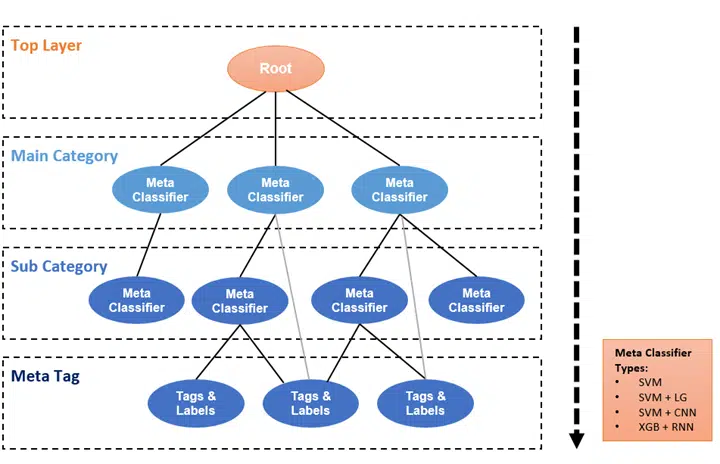 Top Layer
Root
Main Category
Meta
Classifier
Meta
Classifier
Meta
Classifier
Sub Category
Meta
Classifier
Meta
Classifier
Meta
Classifier
Meta
Classifier
Meta Tag
Tags &
Labels
Tags &
Labels
Tags &
Labels
Meta Classifier
Types:
• SVM
• SVM + LG
• SVM + CNN
• XGB + RNN